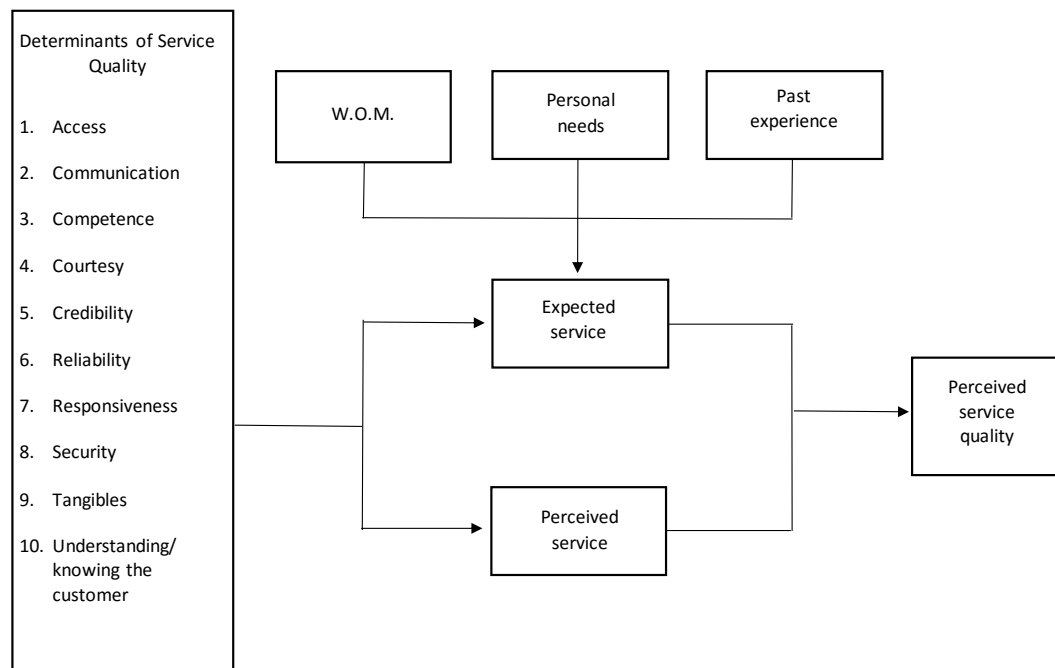 Determinants of Service
Quality
1. Access
2. Communication
3. Competence
4. Courtesy
5. Credibility
6. Reliability
7. Responsiveness
8. Security
9. Tangibles
10. Understanding/
knowing the
customer
W.O.M.
Personal
needs
Past
experience
Expected
service
Perceived
service
Perceived
service
quality